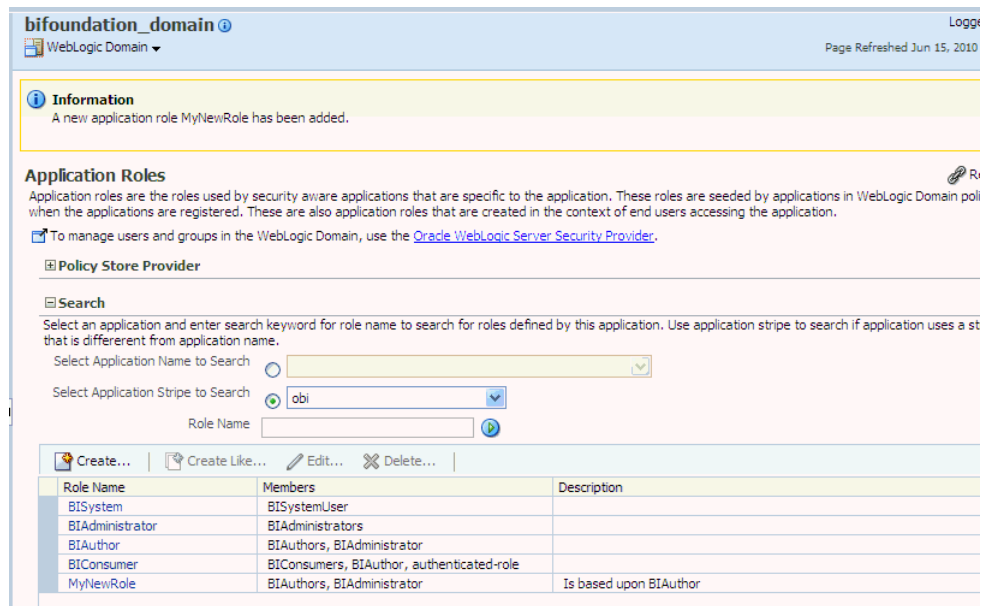 bifoundation_domain
Logge
WebLogic Domain
Page Refreshed Jun 15, 2010
Information
A new application role MyNewRole has been added.
Application Roles
Re
Application roles are the roles used by security aware applications that are specific to the application. These roles are seeded by applications in WebLogic Domain poli
when the applications are registered. These are also application roles that are created in the context of end users accessing the application.
To manage users and groups in the WebLogic Domain, use the Oracle WebLogic Server Security Provider.
Policy Store Provider
Search
Select an application and enter search keyword for role name to search for roles defined by this application. Use application stripe to search if application uses a st
that is differerent from application name.
Select Application Name to Search
Select Application Stripe to Search obi
Role Name
Create... Create Like... Edit... Delete...
Role Name Members Description
BISystem BISystemUser
BIAdministrator BIAdministrators
BIAuthor BIAuthors, BIAdministrator
BIConsumer BIConsumers, BIAuthor, authenticated-role
MyNewRole BIAuthors, BIAdministrator Is based upon BIAuthor